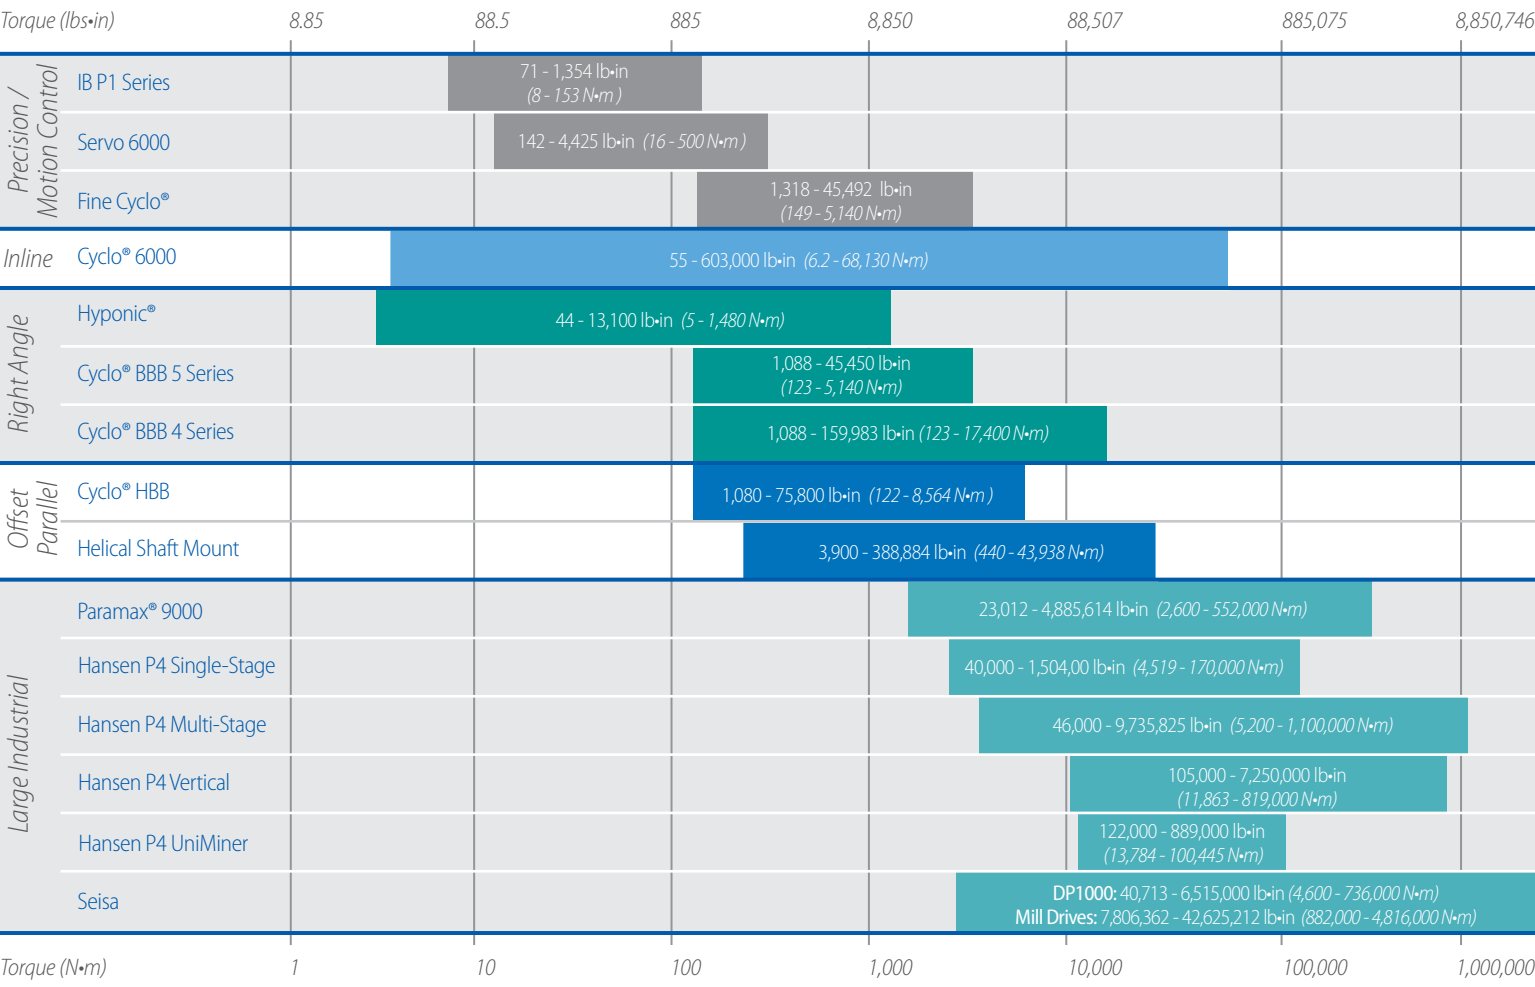 Torque (lbs•in) 8.85 88.5 885 8,850 88,507 885,075 8,850,746
Precision /
Motion Control
IB P1 Series
71 - 1,354 lb•in
(8 - 153 N•m )
Servo 6000
142 - 4,425 lb•in (16 - 500 N•m )
Fine Cyclo®
1,318 - 45,492 lb•in
(149 - 5,140 N•m)
Inline
Cyclo® 6000
55 - 603,000 lb•in (6.2 - 68,130 N•m)
Right Angle
Hyponic®
44 - 13,100 lb•in (5 - 1,480 N•m)
Cyclo® BBB 5 Series
1,088 - 45,450 lb•in
(123 - 5,140 N•m)
Cyclo® BBB 4 Series
1,088 - 159,983 lb•in (123 - 17,400 N•m)
Offset
Parallel
Cyclo® HBB
1,080 - 75,800 lb•in (122 - 8,564 N•m )
Helical Shaft Mount
3,900 - 388,884 lb•in (440 - 43,938 N•m)
Large Industrial
Paramax® 9000
23,012 - 4,885,614 lb•in (2,600 - 552,000 N•m)
Hansen P4 Single-Stage
40,000 - 1,504,00 lb•in (4,519 - 170,000 N•m)
Hansen P4 Multi-Stage
46,000 - 9,735,825 lb•in (5,200 - 1,100,000 N•m)
Hansen P4 Vertical
105,000 - 7,250,000 lb•in
(11,863 - 819,000 N•m)
Hansen P4 UniMiner
122,000 - 889,000 lb•in
(13,784 - 100,445 N•m)
Seisa
DP1000: 40,713 - 6,515,000 lb•in (4,600 - 736,000 N•m)
Mill Drives: 7,806,362 - 42,625,212 lb•in (882,000 - 4,816,000 N•m)
Torque (N•m) 1 10 100 1,000 10,000 100,000 1,000,000